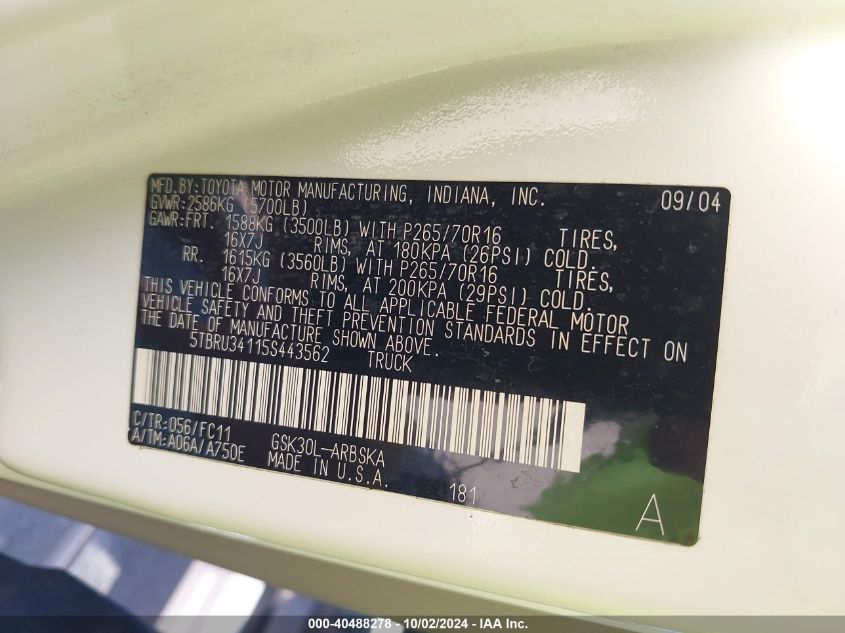 MFD.BY:TOYOTA MOTOR MANUFACTURING, INDIANA, INC. 09/04
GVWR:2586KG 5700LB)
GAWR:FRT. 1588KG (3500LB) WITH P265/70R16 TIRES,
16X7J RIMS, AT 180KPA (26PSI) COLD.
RR. 1615KG (3560LB) WITH P265/70R16 TIRES,
16X7J RIMS, AT 200KPA (29PSI) COLD.
THIS VEHICLE CONFORMS TO ALL APPLICABLE FEDERAL MOTOR
VEHICLE SAFETY AND THEFT PREVENTION STANDARDS IN EFFECT ON
THE DATE OF MANUFACTURE SHOWN ABOVE.
5TBRU34115S443562 TRUCK
C/TR:056/FC11 GSK30L-ARBSKA
A/TM:A06A/A750E MADE IN U.S.A.
181
A
000-40488278 - 10/02/2024 - IAA Inc.